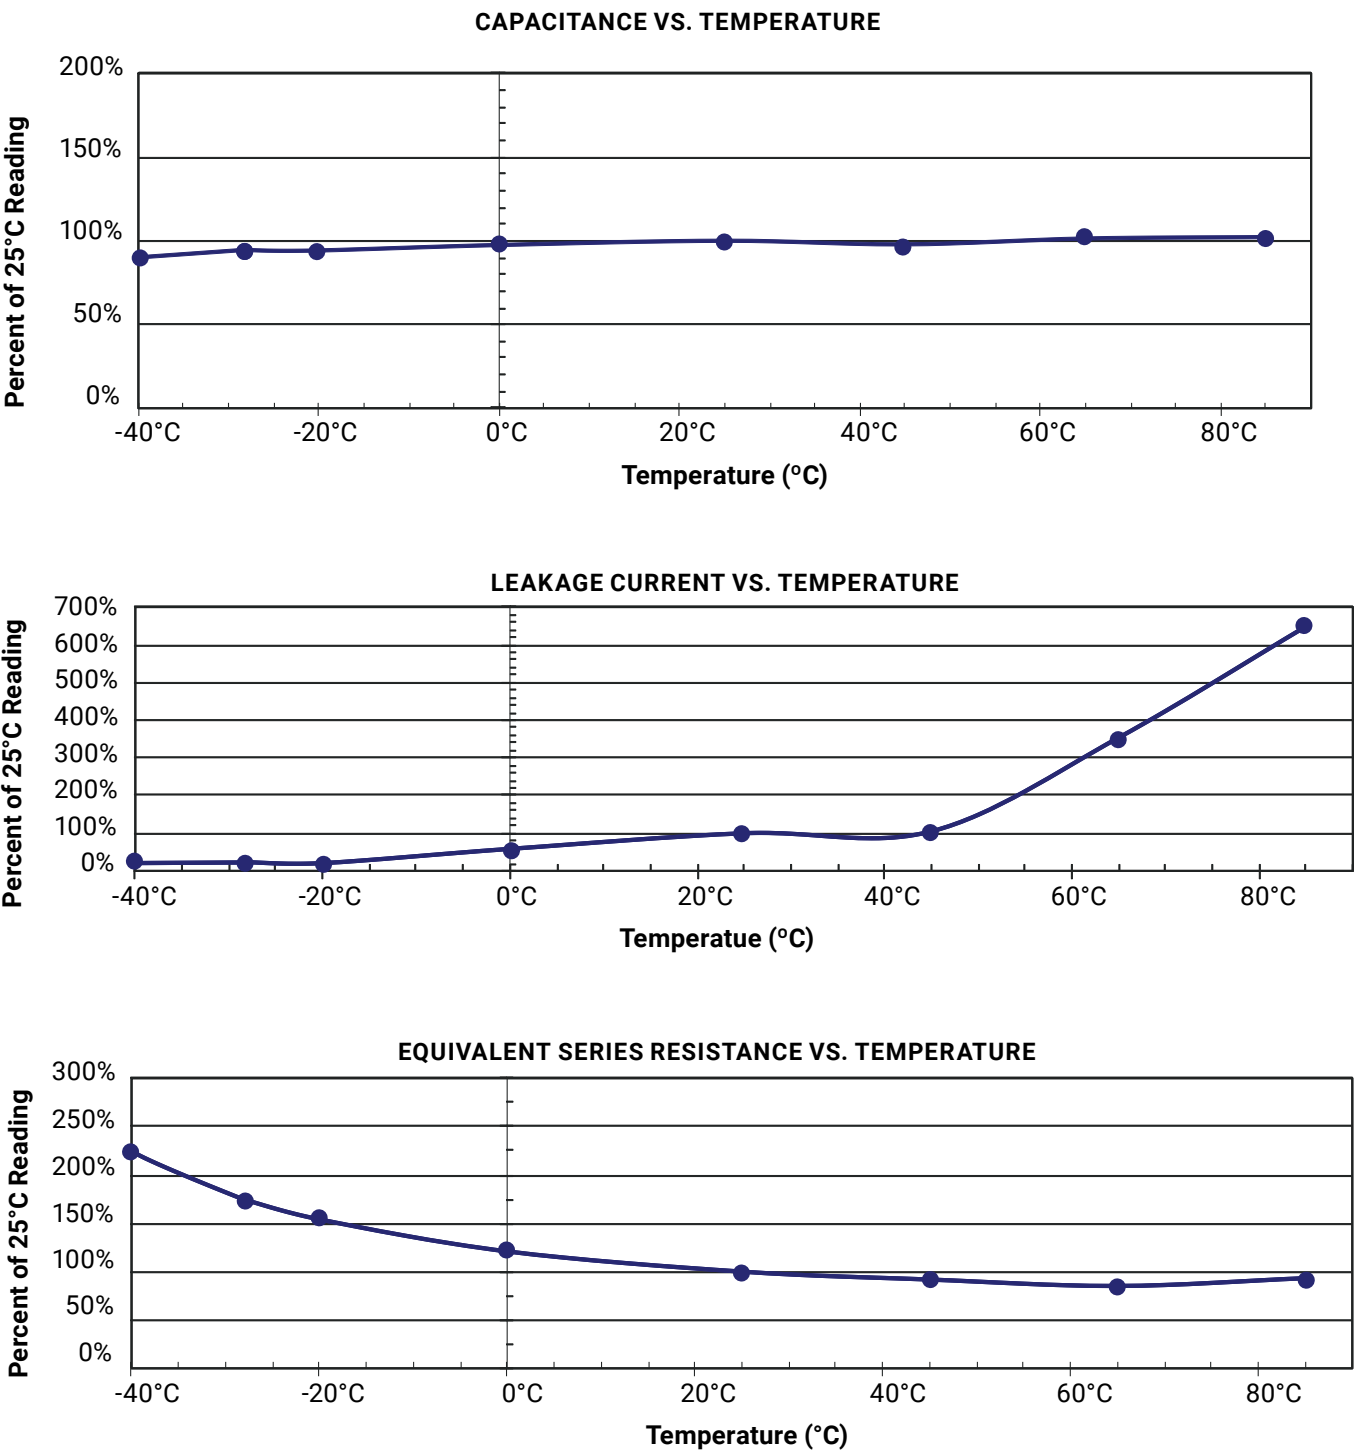 CAPACITANCE VS. TEMPERATURE
Percent of 25°C Reading
200%
150%
100%
50%
0%
-40°C -20°C 0°C 20°C 40°C 60°C 80°C
Temperature (ºC)
LEAKAGE CURRENT VS. TEMPERATURE
Percent of 25°C Reading
700%
600%
500%
400%
300%
200%
100%
0%
-40°C -20°C 0°C 20°C 40°C 60°C 80°C
Temperatue (ºC)
EQUIVALENT SERIES RESISTANCE VS. TEMPERATURE
Percent of 25°C Reading
300%
250%
200%
150%
100%
50%
0%
-40°C -20°C 0°C 20°C 40°C 60°C 80°C
Temperature (°C)